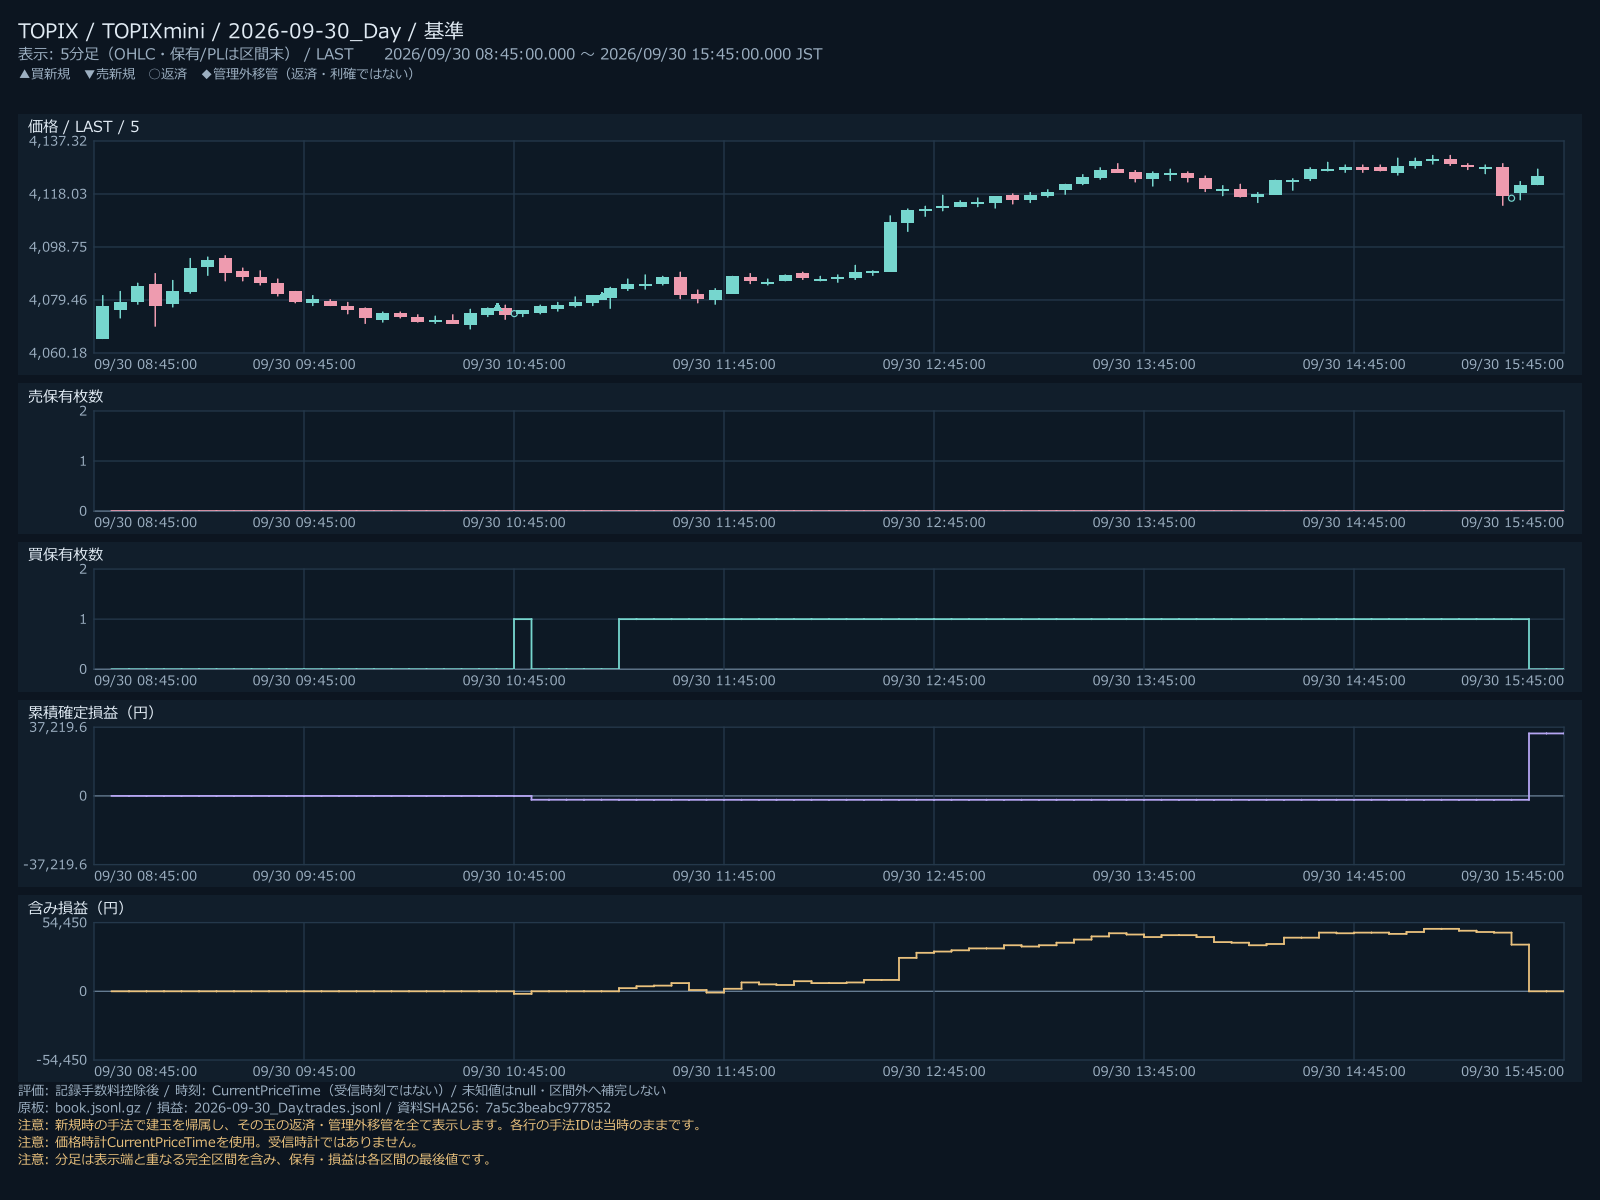 TOPIX / TOPIXmini / 2026-09-30_Day / 基準
表示: 5分足（OHLC・保有/PLは区間末） / LAST 2026/09/30 08:45:00.000 ～ 2026/09/30 15:45:00.000 JST
▲買新規 ▼売新規 ○返済 ◆管理外移管（返済・利確ではない）
価格 / LAST / 5
4,137.32
4,118.03
4,098.75
4,079.46
4,060.18
09/30 08:45:00 09/30 09:45:00 09/30 10:45:00 09/30 11:45:00 09/30 12:45:00 09/30 13:45:00 09/30 14:45:00 09/30 15:45:00
売保有枚数
2
1
0
09/30 08:45:00 09/30 09:45:00 09/30 10:45:00 09/30 11:45:00 09/30 12:45:00 09/30 13:45:00 09/30 14:45:00 09/30 15:45:00
買保有枚数
2
1
0
09/30 08:45:00 09/30 09:45:00 09/30 10:45:00 09/30 11:45:00 09/30 12:45:00 09/30 13:45:00 09/30 14:45:00 09/30 15:45:00
累積確定損益（円）
37,219.6
0
-37,219.6
09/30 08:45:00 09/30 09:45:00 09/30 10:45:00 09/30 11:45:00 09/30 12:45:00 09/30 13:45:00 09/30 14:45:00 09/30 15:45:00
含み損益（円）
54,450
0
-54,450
09/30 08:45:00 09/30 09:45:00 09/30 10:45:00 09/30 11:45:00 09/30 12:45:00 09/30 13:45:00 09/30 14:45:00 09/30 15:45:00
評価: 記録手数料控除後 / 時刻: CurrentPriceTime（受信時刻ではない）/ 未知値はnull・区間外へ補完しない
原板: book.jsonl.gz / 損益: 2026-09-30_Day.trades.jsonl / 資料SHA256: 7a5c3beabc977852
注意: 新規時の手法で建玉を帰属し、その玉の返済・管理外移管を全て表示します。各行の手法IDは当時のままです。
注意: 価格時計CurrentPriceTimeを使用。受信時計ではありません。
注意: 分足は表示端と重なる完全区間を含み、保有・損益は各区間の最後値です。